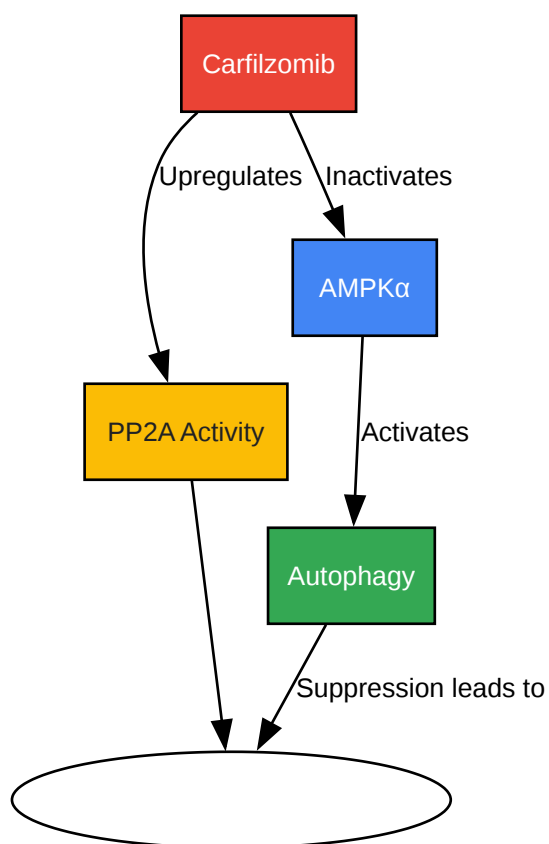 Carfilzomib
Upregulates
Inactivates
AMPKα
PP2A Activity
Activates
Autophagy
Suppression leads to